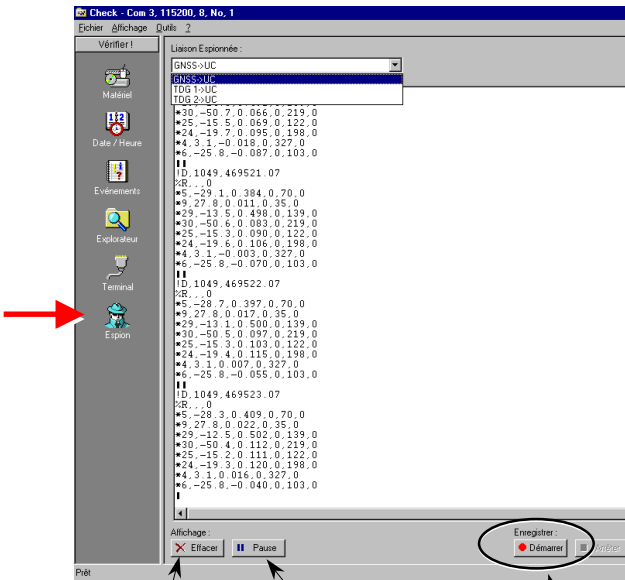 Check - Com 3, 115200, 8, No, 1
Fichier Affichage Outils ?
Vérifier !
Matériel
Date / Heure
Evénements
Explorateur
Terminal
Espion
Liaison Espionnée :
GNSS->UC
GNSS->UC
TDG 1->UC
TDG 2->UC
*30,-50.7,0.066,0,219,0
*25,-15.5,0.069,0,122,0
*24,-19.7,0.095,0,198,0
*4,3.1,-0.018,0,327,0
*6,-25.8,-0.087,0,103,0
!D,1049,469521.07
%R,,,0
*5,-29.1,0.384,0,70,0
*9,27.8,0.011,0,35,0
*29,-13.5,0.498,0,139,0
*30,-50.6,0.083,0,219,0
*25,-15.3,0.090,0,122,0
*24,-19.6,0.106,0,198,0
*4,3.1,-0.003,0,327,0
*6,-25.8,-0.070,0,103,0
!D,1049,469522.07
%R,,,0
*5,-28.7,0.397,0,70,0
*9,27.8,0.017,0,35,0
*29,-13.1,0.500,0,139,0
*30,-50.5,0.097,0,219,0
*25,-15.3,0.103,0,122,0
*24,-19.4,0.115,0,198,0
*4,3.1,0.007,0,327,0
*6,-25.8,-0.055,0,103,0
!D,1049,469523.07
%R,,,0
*5,-28.3,0.409,0,70,0
*9,27.8,0.022,0,35,0
*29,-12.5,0.502,0,139,0
*30,-50.4,0.112,0,219,0
*25,-15.2,0.111,0,122,0
*24,-19.3,0.120,0,198,0
*4,3.1,0.016,0,327,0
*6,-25.8,-0.040,0,103,0
Affichage :
Effacer
Pause
Enregistrer :
Démarrer
Arrêter
Prêt